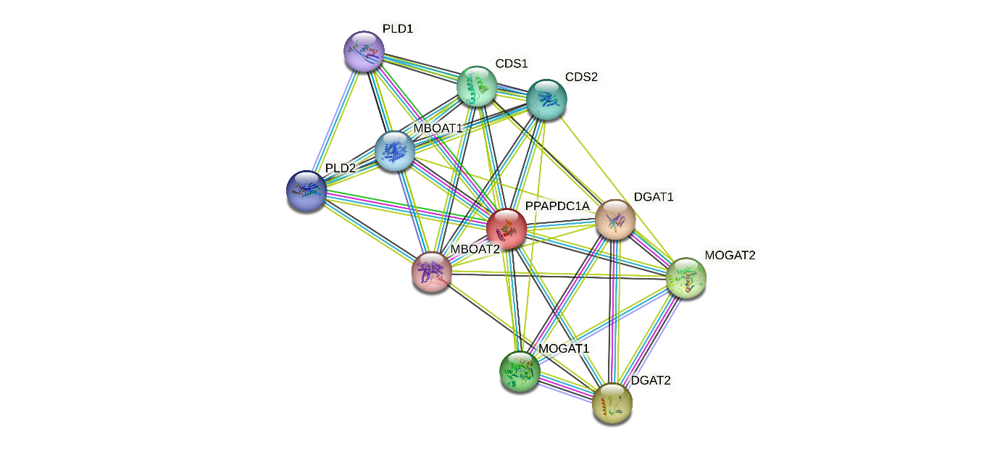 PLD1
CDS1
CDS2
MBOAT1
PLD2
DGAT1
PPAPDC1A
MBOAT2
MOGAT2
MOGAT1
DGAT2